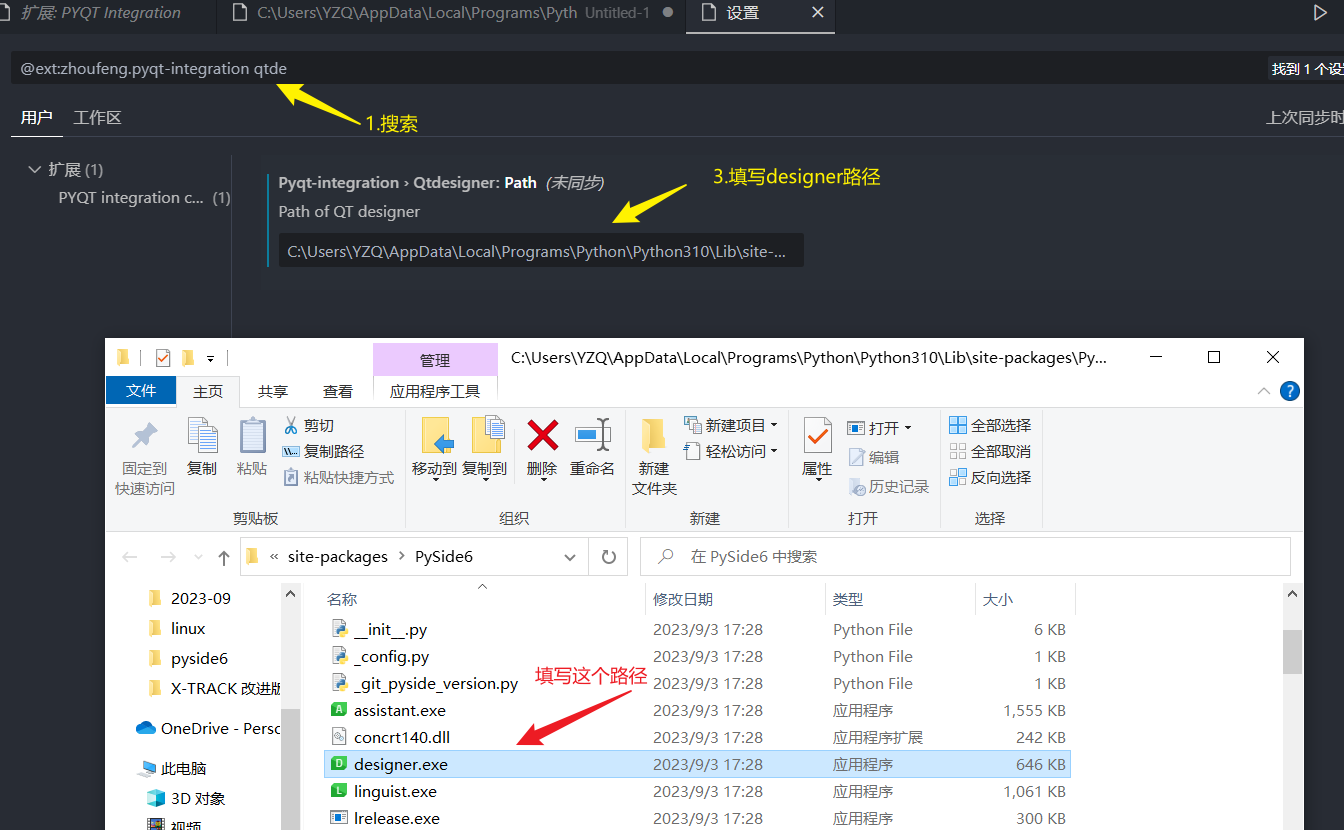 扩展: PYQT Integration
C:\Users\YZQ\AppData\Local\Programs\Pyth Untitled-1
设置
@ext:zhoufeng.pyqt-integration qtde
找到 1 个设
1.搜索
用户 工作区
上次同步时
扩展 (1)
PYQT integration c... (1)
Pyqt-integration › Qtdesigner: Path (未同步)
3.填写designer路径
Path of QT designer
C:\Users\YZQ\AppData\Local\Programs\Python\Python310\Lib\site-...
管理
C:\Users\YZQ\AppData\Local\Programs\Python\Python310\Lib\site-packages\Py...
文件 主页 共享 查看 应用程序工具
固定到
快速访问
复制
粘贴
剪切
复制路径
粘贴快捷方式
剪贴板
移动到
复制到
删除
重命名
组织
新建
文件夹
新建项目
轻松访问
新建
属性
打开
编辑
历史记录
打开
全部选择
全部取消
反向选择
选择
« site-packages › PySide6
在 PySide6 中搜索
2023-09
linux
pyside6
X-TRACK 改进版
OneDrive - Persc
此电脑
3D 对象
视频
名称 修改日期 类型 大小
__init__.py 2023/9/3 17:28 Python File 6 KB
_config.py 2023/9/3 17:28 Python File 1 KB
_git_pyside_version.py 2023/9/3 17:28 Python File 1 KB
填写这个路径
assistant.exe 2023/9/3 17:28 应用程序 1,555 KB
concrt140.dll 2023/9/3 17:28 应用程序扩展 242 KB
designer.exe 2023/9/3 17:28 应用程序 646 KB
linguist.exe 2023/9/3 17:28 应用程序 1,061 KB
lrelease.exe 2023/9/3 17:28 应用程序 300 KB